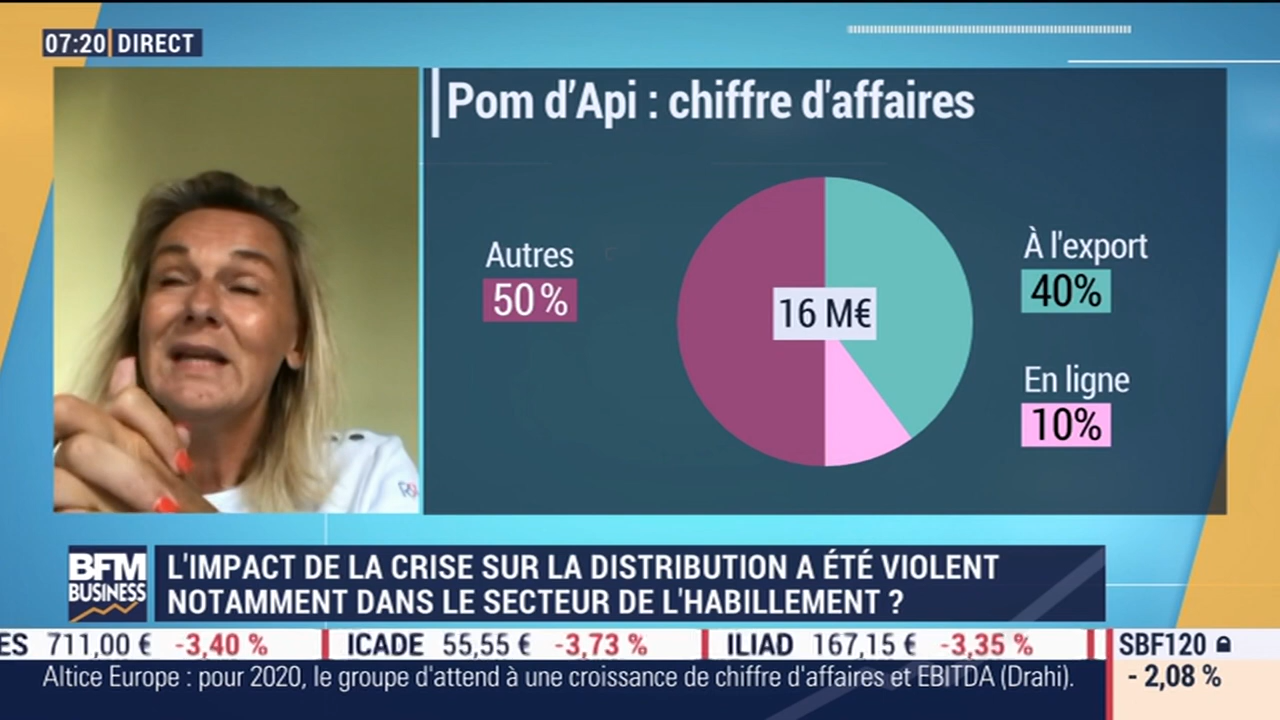 07:20 DIRECT
Pom d'Api : chiffre d'affaires
Autres
50 %
16 M€
À l'export
40%
En ligne
10%
BFM
BUSINESS
L'IMPACT DE LA CRISE SUR LA DISTRIBUTION A ÉTÉ VIOLENT
NOTAMMENT DANS LE SECTEUR DE L'HABILLEMENT ?
ES 711,00 € -3,40 % ICADE 55,55 € -3,73 % ILIAD 167,15 € -3,35 %
SBF120
- 2,08 %
Altice Europe : pour 2020, le groupe d'attend à une croissance de chiffre d'affaires et EBITDA (Drahi).